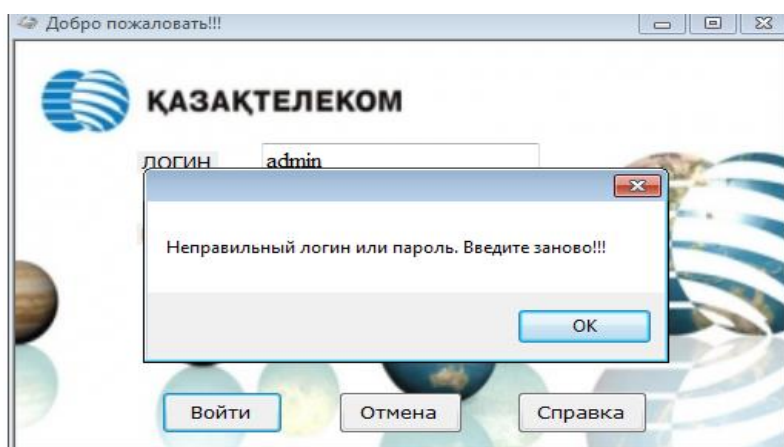 Добро пожаловать!!!
ҚАЗАҚТЕЛЕКОМ
ЛОГИН admin
Неправильный логин или пароль. Введите заново!!!
OK
Войти Отмена Справка